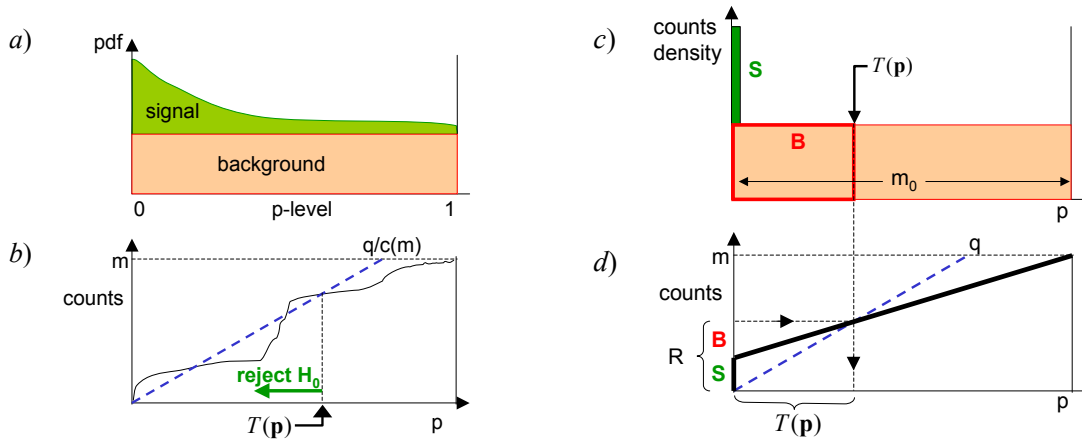 a)
pdf
signal
background
0
p-level
1
b)
q/c(m)
m
counts
reject H₀
p
T(p)
c)
counts
density
S
T(p)
B
m₀
p
d)
q
m
counts
B
R
S
p
T(p)